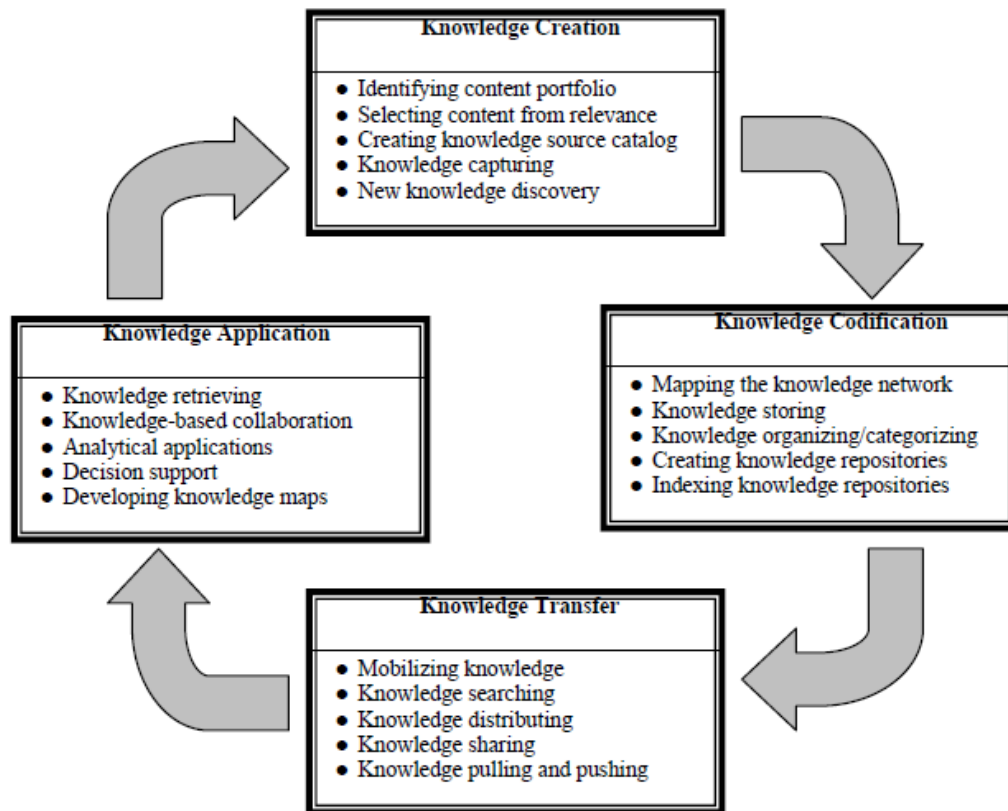 Knowledge Creation
● Identifying content portfolio
● Selecting content from relevance
● Creating knowledge source catalog
● Knowledge capturing
● New knowledge discovery
Knowledge Application
● Knowledge retrieving
● Knowledge-based collaboration
● Analytical applications
● Decision support
● Developing knowledge maps
Knowledge Codification
● Mapping the knowledge network
● Knowledge storing
● Knowledge organizing/categorizing
● Creating knowledge repositories
● Indexing knowledge repositories
Knowledge Transfer
● Mobilizing knowledge
● Knowledge searching
● Knowledge distributing
● Knowledge sharing
● Knowledge pulling and pushing